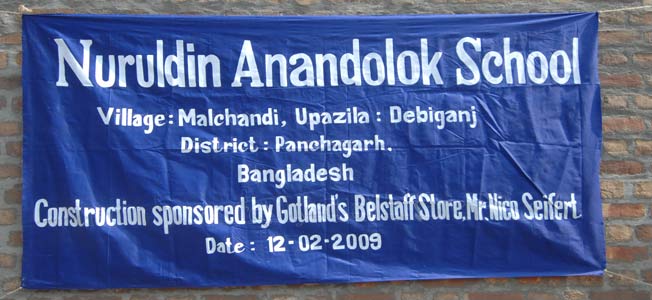 Nuruldin Anandolok School
Village: Malchandi, Upazila : Debiganj
District : Panchagarh.
Bangladesh
Construction sponsored by Gotland's Belstaff Store, Mr. Nico Seifert
Date : 12-02-2009